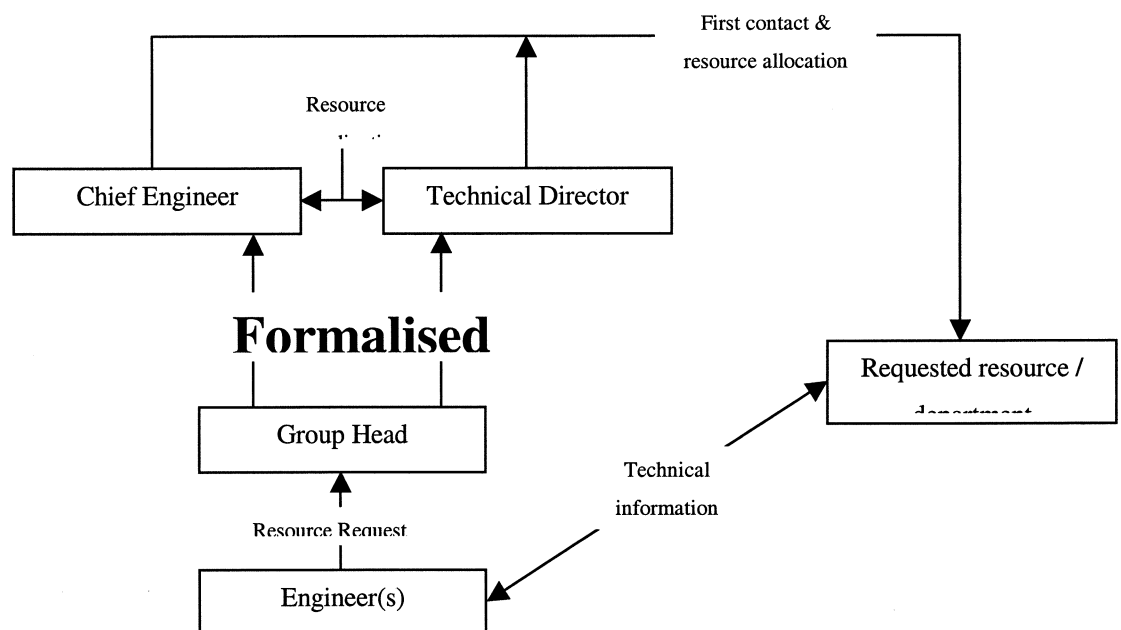 First contact &
resource allocation
Resource
Chief Engineer
Technical Director
Formalised
Requested resource /
department
Group Head
Technical
information
Resource Request
Engineer(s)